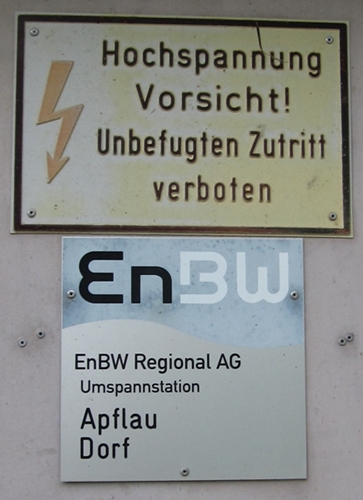 Hochspannung
Vorsicht!
Unbefugten Zutritt
verboten
EnBW
EnBW Regional AG
Umspannstation
Apflau
Dorf